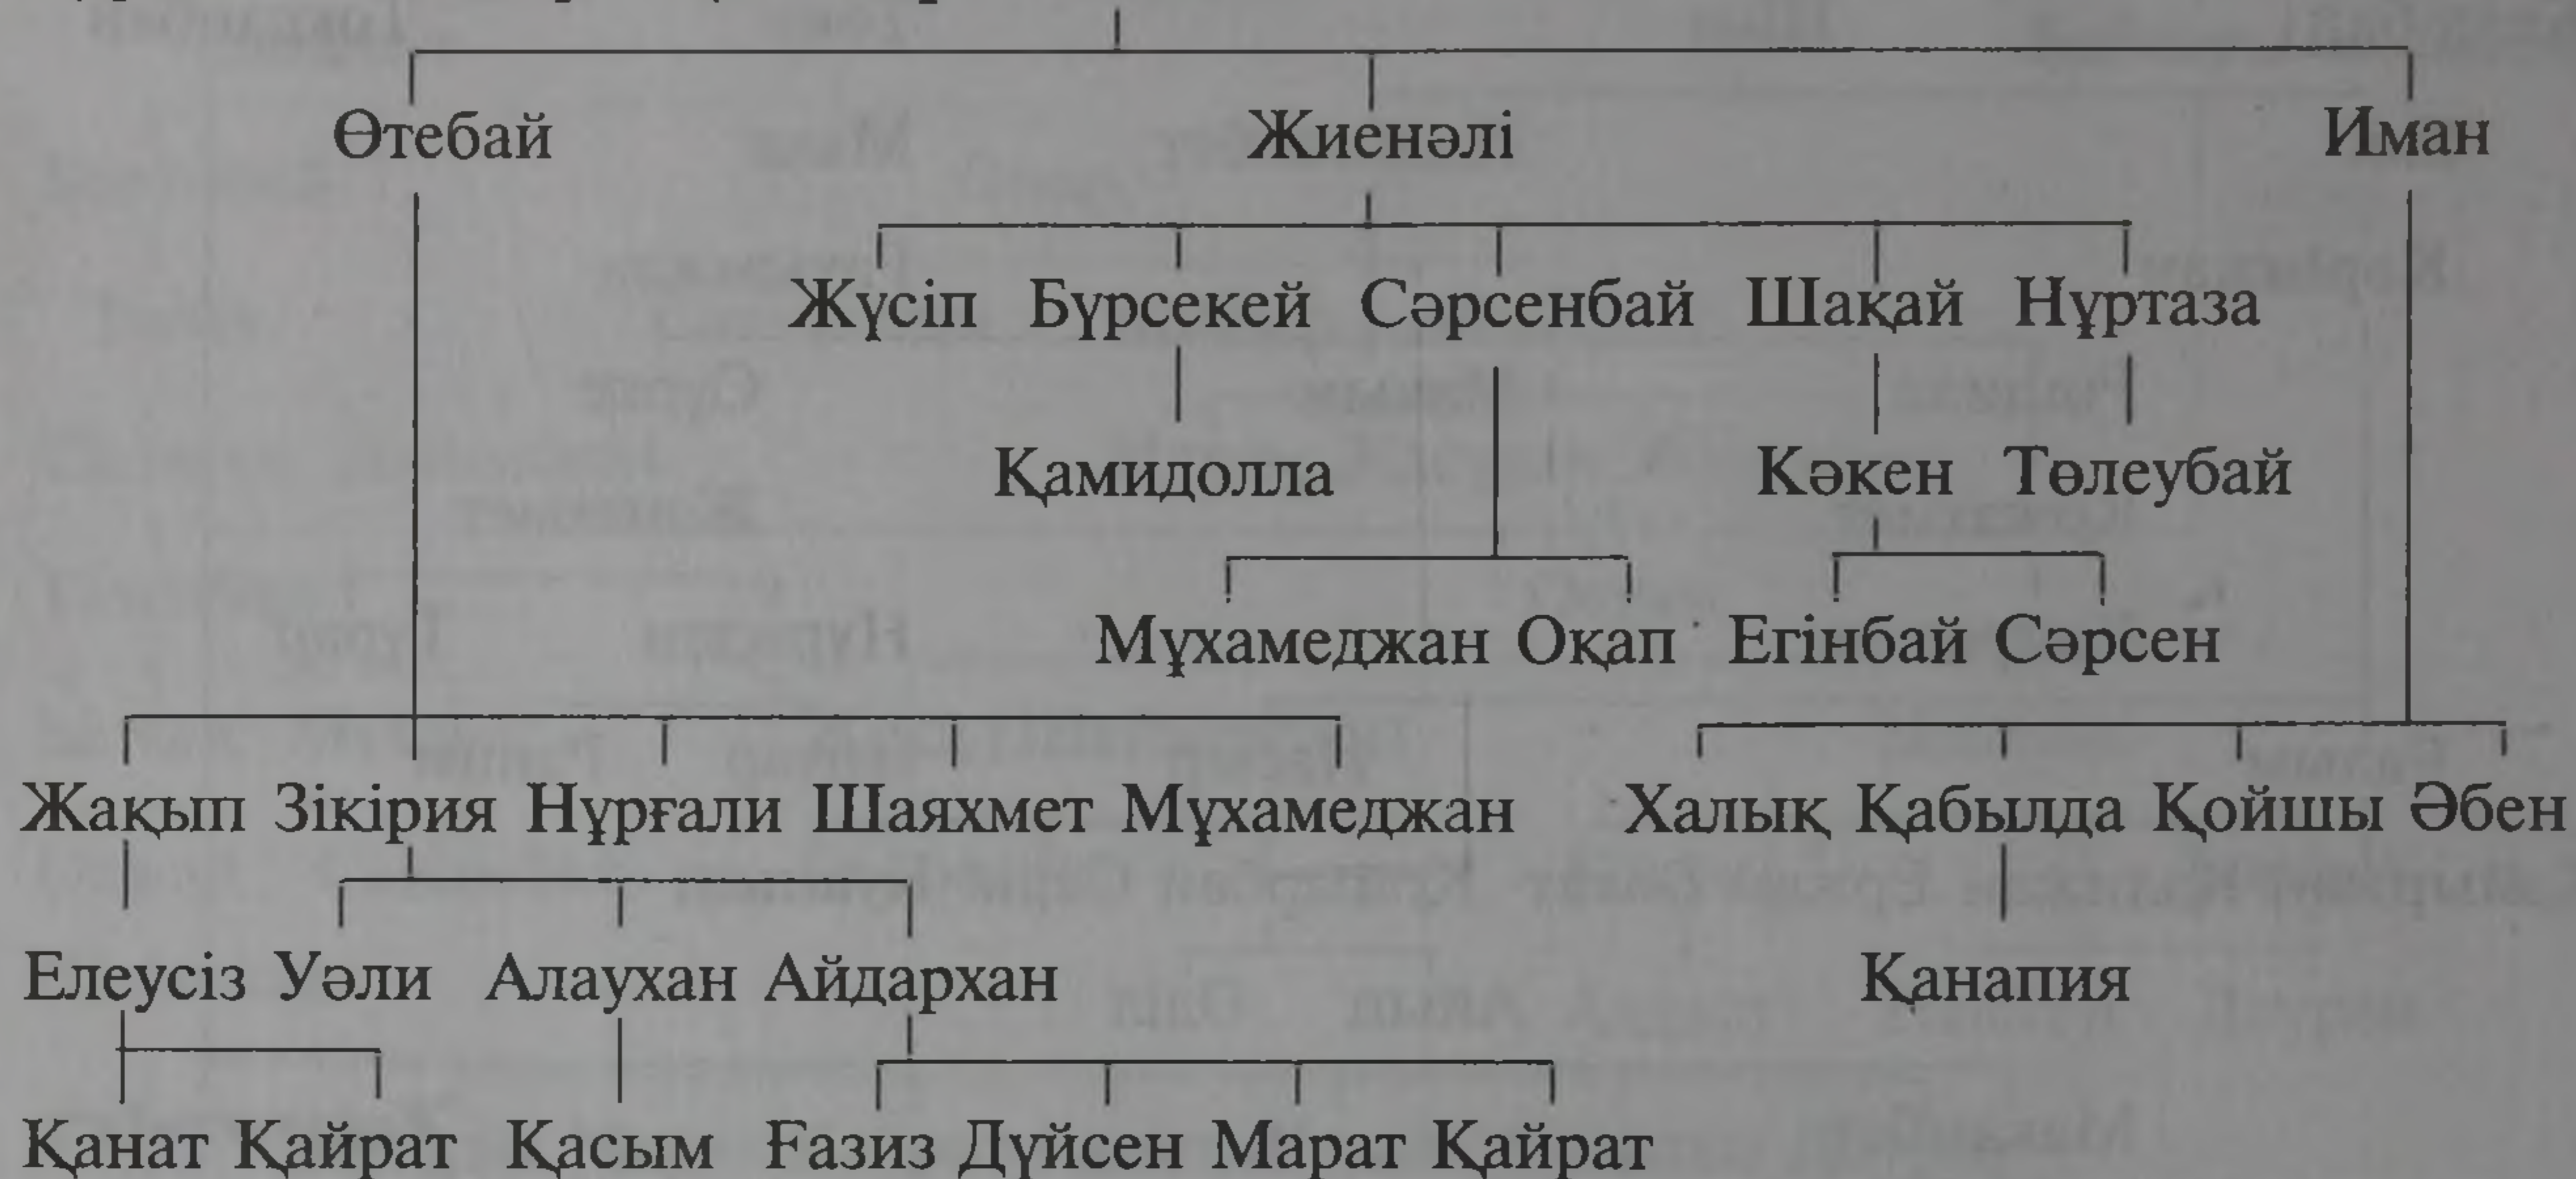 Өтебай Жиенәлі Иман
Жүсіп Бүрсекей Сәрсенбай Шақай Нұртаза
Қамидолла Кәкен Төлеубай
Мұхамеджан Оқап Егінбай Сәрсен
Жақып Зікірия Нұрғали Шаяхмет Мұхамеджан Халық Қабылда Қойшы Әбен
Елеусіз Уәли Алаухан Айдархан Қанапия
Қанат Қайрат Қасым Ғазиз Дүйсен Марат Қайрат